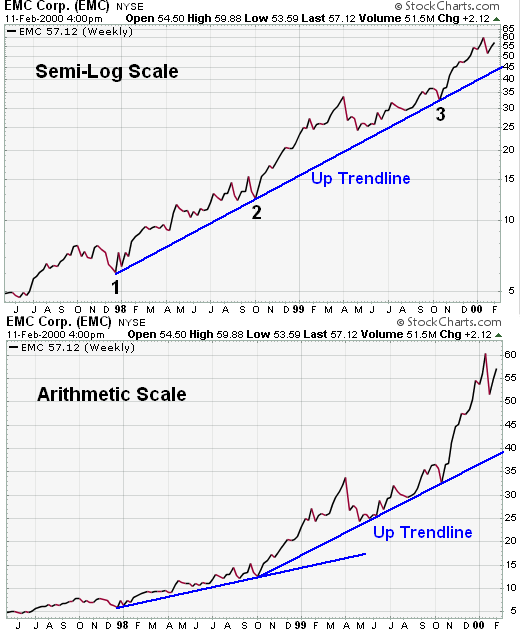 EMC Corp. (EMC) NYSE © StockCharts.com
11-Feb-2000 4:00pm Open 54.50 High 59.88 Low 53.59 Last 57.12 Volume 51.5M Chg +2.12 ▲
— EMC 57.12 (Weekly)
65
60
55
50
Semi-Log Scale
45
40
35
30
3
25
20
Up Trendline
15
2
10
1
5
J J A S O N D 98 F M A M J J A S O N D 99 F M A M J J A S O N D 00 F
EMC Corp. (EMC) NYSE © StockCharts.com
11-Feb-2000 4:00pm Open 54.50 High 59.88 Low 53.59 Last 57.12 Volume 51.5M Chg +2.12 ▲
— EMC 57.12 (Weekly)
60
55
Arithmetic Scale
50
45
40
35
30
25
Up Trendline
20
15
10
5
J J A S O N D 98 F M A M J J A S O N D 99 F M A M J J A S O N D 00 F